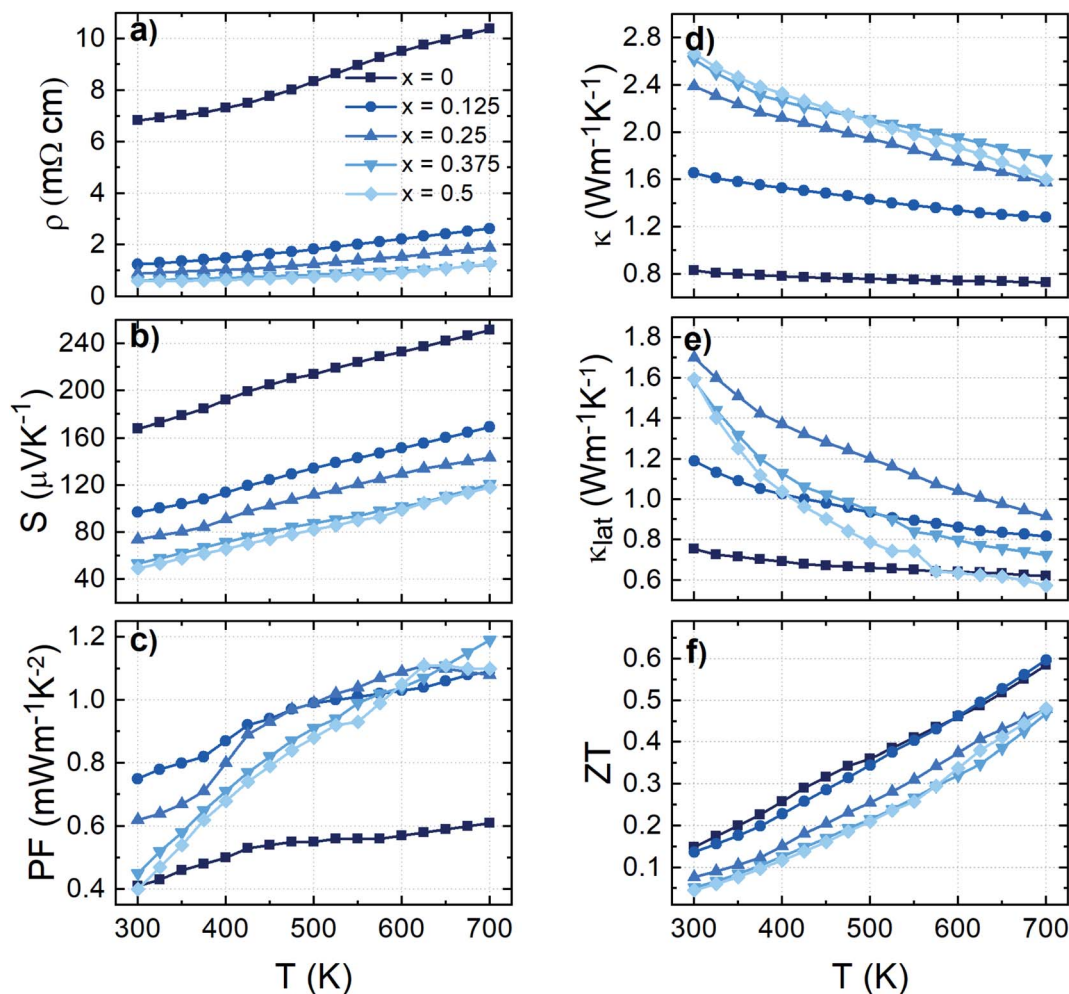 a)
10
8
6
4
2
0
ρ (mΩ cm)
x = 0
x = 0.125
x = 0.25
x = 0.375
x = 0.5
b)
240
200
160
120
80
40
S (μVK⁻¹)
c)
1.2
1.0
0.8
0.6
0.4
PF (mWm⁻¹K⁻²)
300 400 500 600 700
T (K)
d)
2.8
2.4
2.0
1.6
1.2
0.8
κ (Wm⁻¹K⁻¹)
e)
1.8
1.6
1.4
1.2
1.0
0.8
0.6
κlat (Wm⁻¹K⁻¹)
f)
0.6
0.5
0.4
0.3
0.2
0.1
ZT
300 400 500 600 700
T (K)